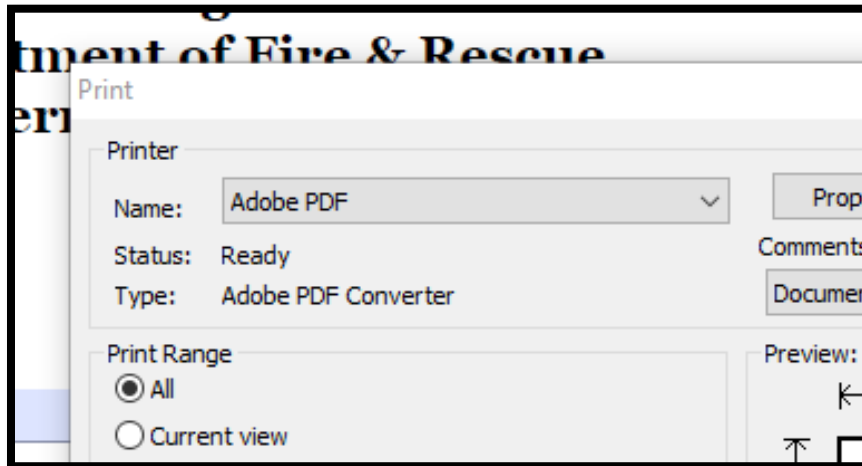 tment of Fire & Rescue
Print
Printer
Name: Adobe PDF Prop
Status: Ready Comments
Type: Adobe PDF Converter Documen
Print Range Preview:
All
Current view